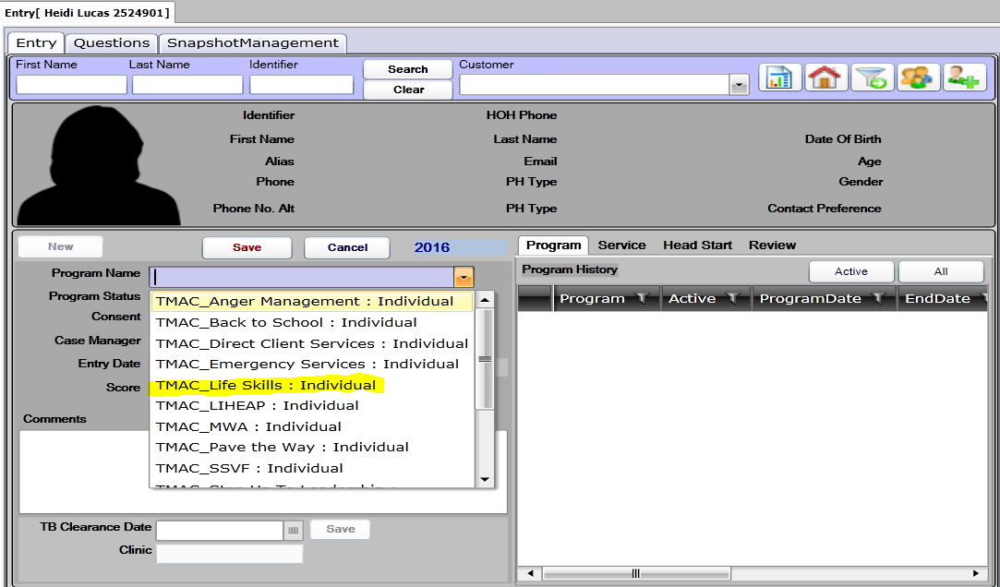 Entry[ Heidi Lucas 2524901]
Entry Questions SnapshotManagement
First Name Last Name Identifier Search Customer
Clear
Identifier HOH Phone
First Name Last Name Date Of Birth
Alias Email Age
Phone PH Type Gender
Phone No. Alt PH Type Contact Preference
New Save Cancel 2016
Program Name
Program Status
Consent
Case Manager
Entry Date
Score
Comments
TMAC_Anger Management : Individual
TMAC_Back to School : Individual
TMAC_Direct Client Services : Individual
TMAC_Emergency Services : Individual
TMAC_Life Skills : Individual
TMAC_LIHEAP : Individual
TMAC_MWA : Individual
TMAC_Pave the Way : Individual
TMAC_SSVF : Individual
TB Clearance Date Save
Clinic
Program Service Head Start Review
Program History Active All
Program Active ProgramDate EndDate